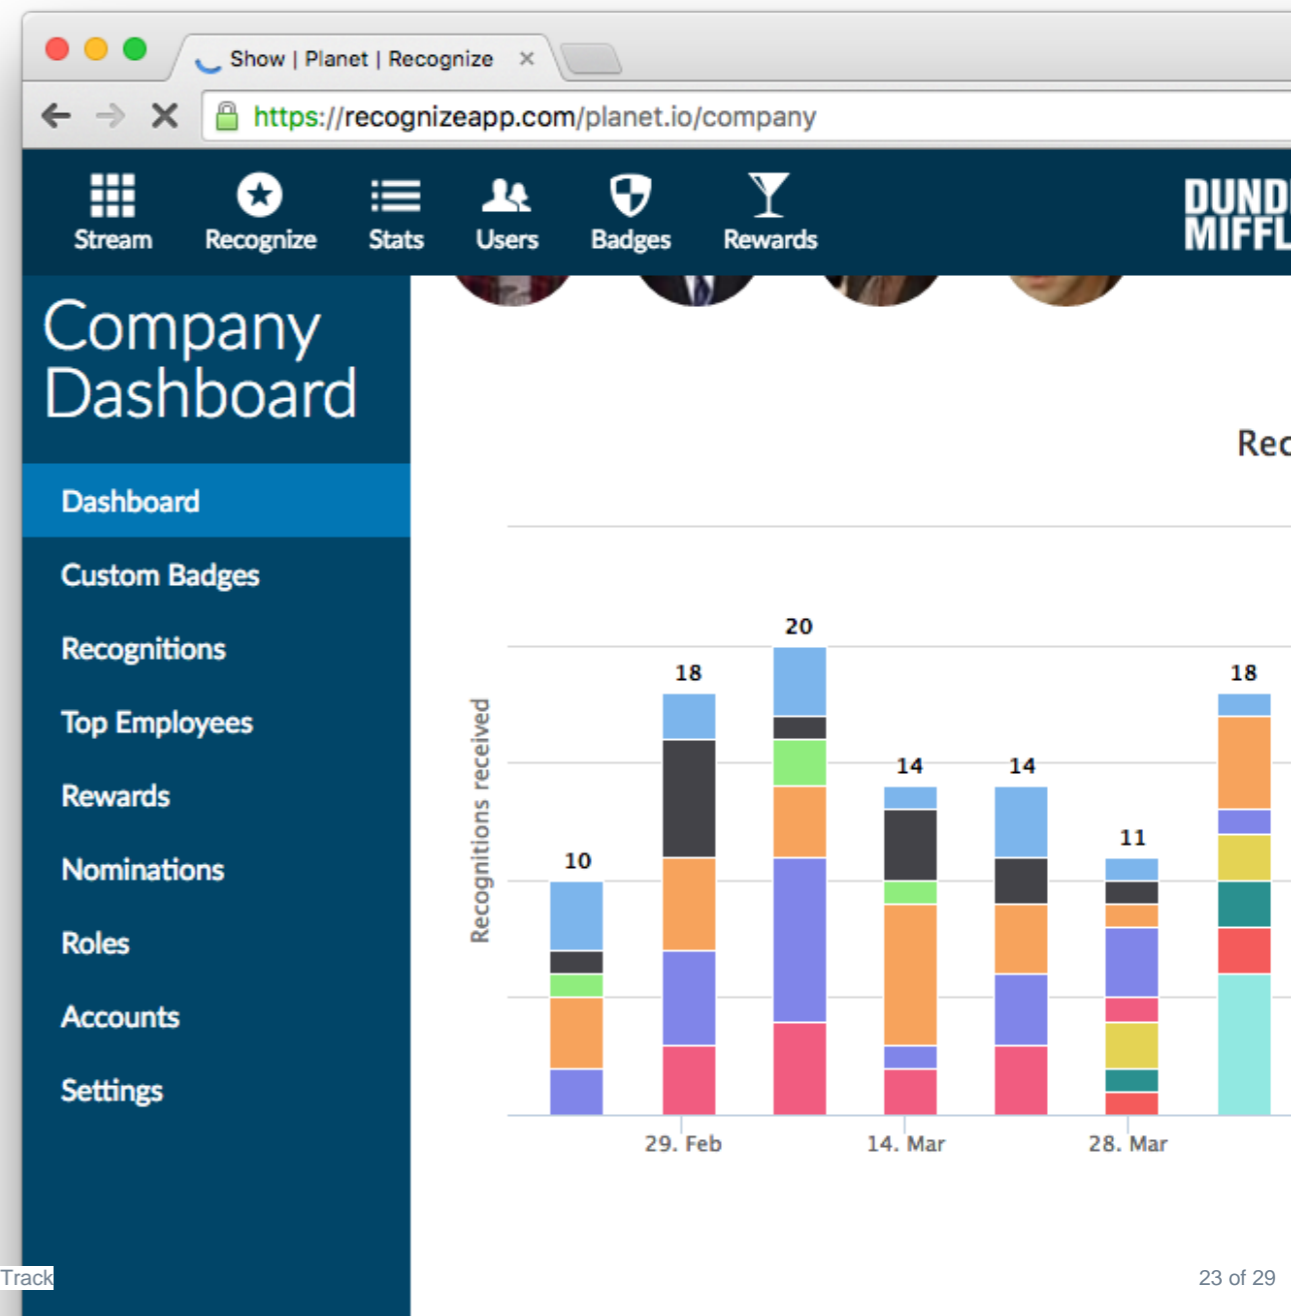 Show | Planet | Recognize
https://recognizeapp.com/planet.io/company
Stream
Recognize
Stats
Users
Badges
Rewards
DUND
MIFFL
Company
Dashboard
Dashboard
Custom Badges
Recognitions
Top Employees
Rewards
Nominations
Roles
Accounts
Settings
Rec
Recognitions received
10
18
20
14
14
11
18
29. Feb
14. Mar
28. Mar
Track
23 of 29